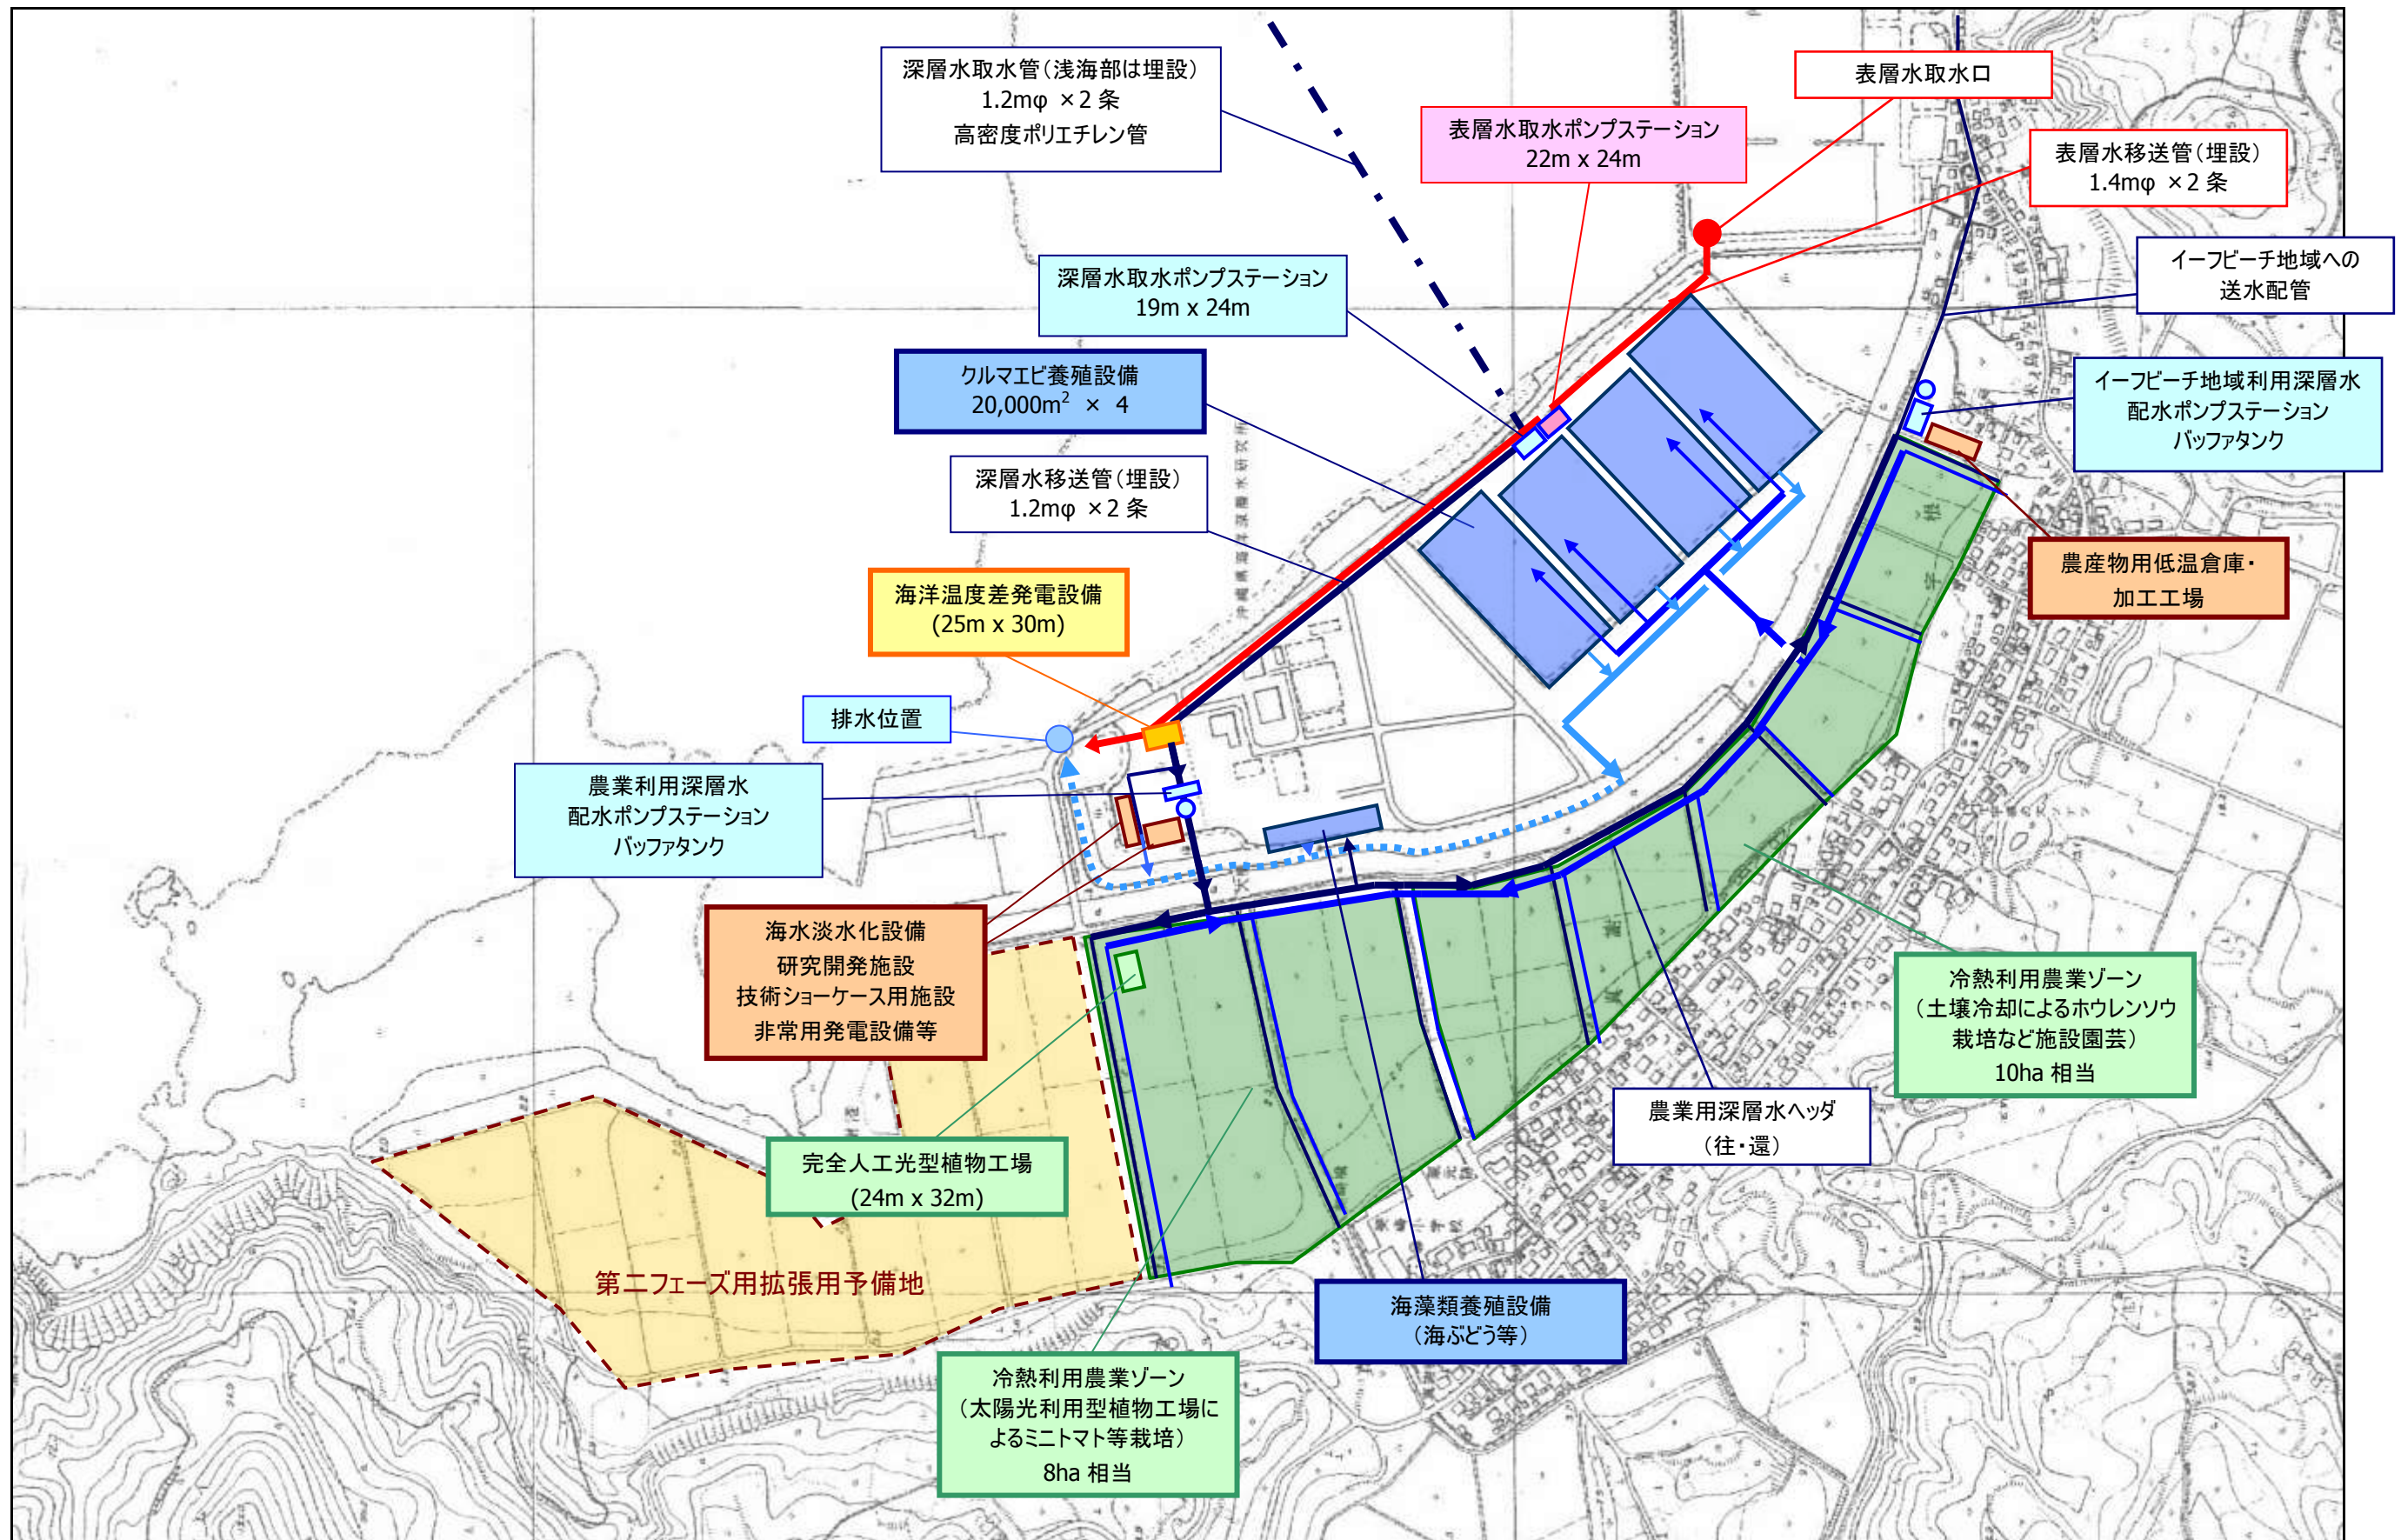 深層水取水管(浅海部は埋設)
1.2mφ ×2 条
高密度ポリエチレン管
表層水取水口
表層水取水ポンプステーション
22m x 24m
表層水移送管(埋設)
1.4mφ ×2 条
イーフビーチ地域への
送水配管
深層水取水ポンプステーション
19m x 24m
クルマエビ養殖設備
20,000m² × 4
イーフビーチ地域利用深層水
配水ポンプステーション
バッファタンク
深層水移送管(埋設)
1.2mφ ×2 条
沖縄県海洋深層水研究所
農産物用低温倉庫・
加工工場
海洋温度差発電設備
(25m x 30m)
排水位置
農業利用深層水
配水ポンプステーション
バッファタンク
海水淡水化設備
研究開発施設
技術ショーケース用施設
非常用発電設備等
冷熱利用農業ゾーン
(土壌冷却によるホウレンソウ
栽培など施設園芸)
10ha 相当
農業用深層水ヘッダ
(往・還)
完全人工光型植物工場
(24m x 32m)
第二フェーズ用拡張用予備地
海藻類養殖設備
(海ぶどう等)
冷熱利用農業ゾーン
(太陽光利用型植物工場に
よるミニトマト等栽培)
8ha 相当